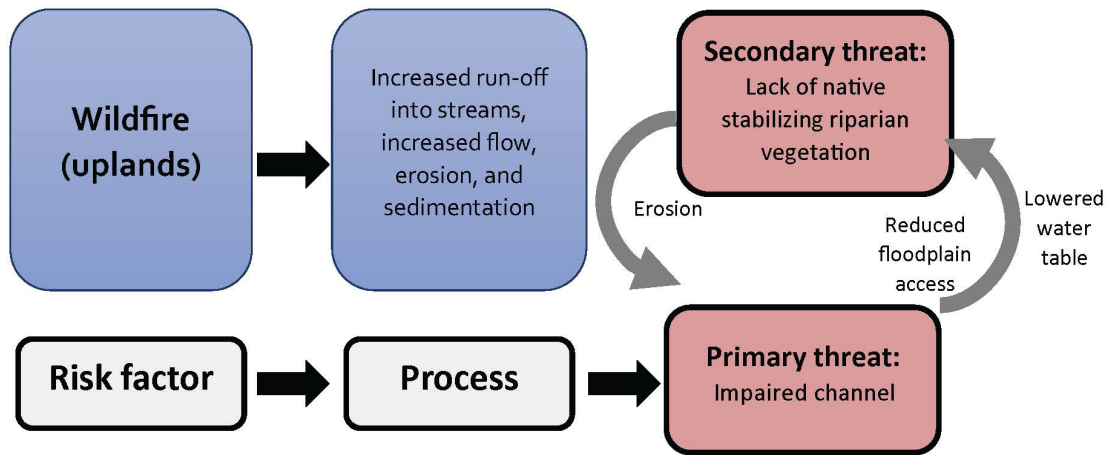 Wildfire
(uplands)
Increased run-off
into streams,
increased flow,
erosion, and
sedimentation
Secondary threat:
Lack of native
stabilizing riparian
vegetation
Erosion
Reduced
floodplain
access
Lowered
water
table
Risk factor
Process
Primary threat:
Impaired channel